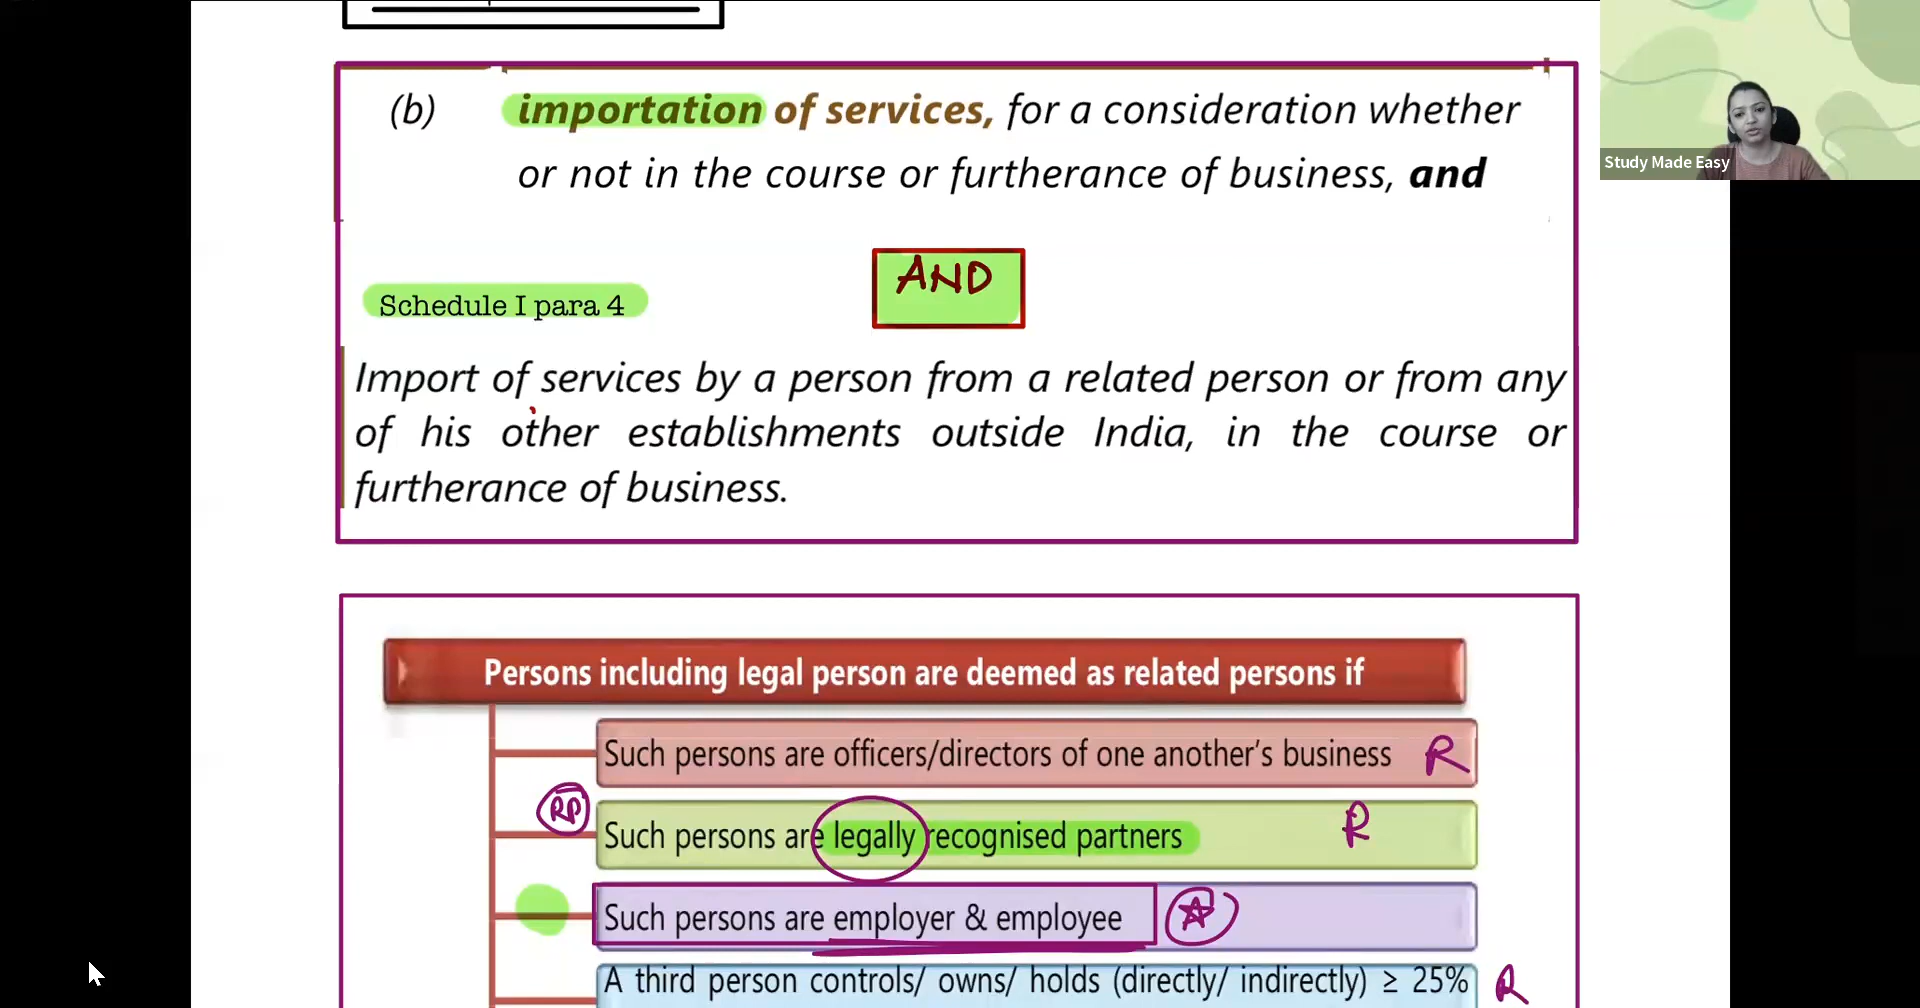 (b) importation of services, for a consideration whether
or not in the course or furtherance of business, and
Study Made Easy
AND
Schedule I para 4
Import of services by a person from a related person or from any
of his other establishments outside India, in the course or
furtherance of business.
Persons including legal person are deemed as related persons if
Such persons are officers/directors of one another's business R
RP
Such persons are legally recognised partners R
Such persons are employer & employee
A third person controls/ owns/ holds (directly/ indirectly) ≥ 25% R